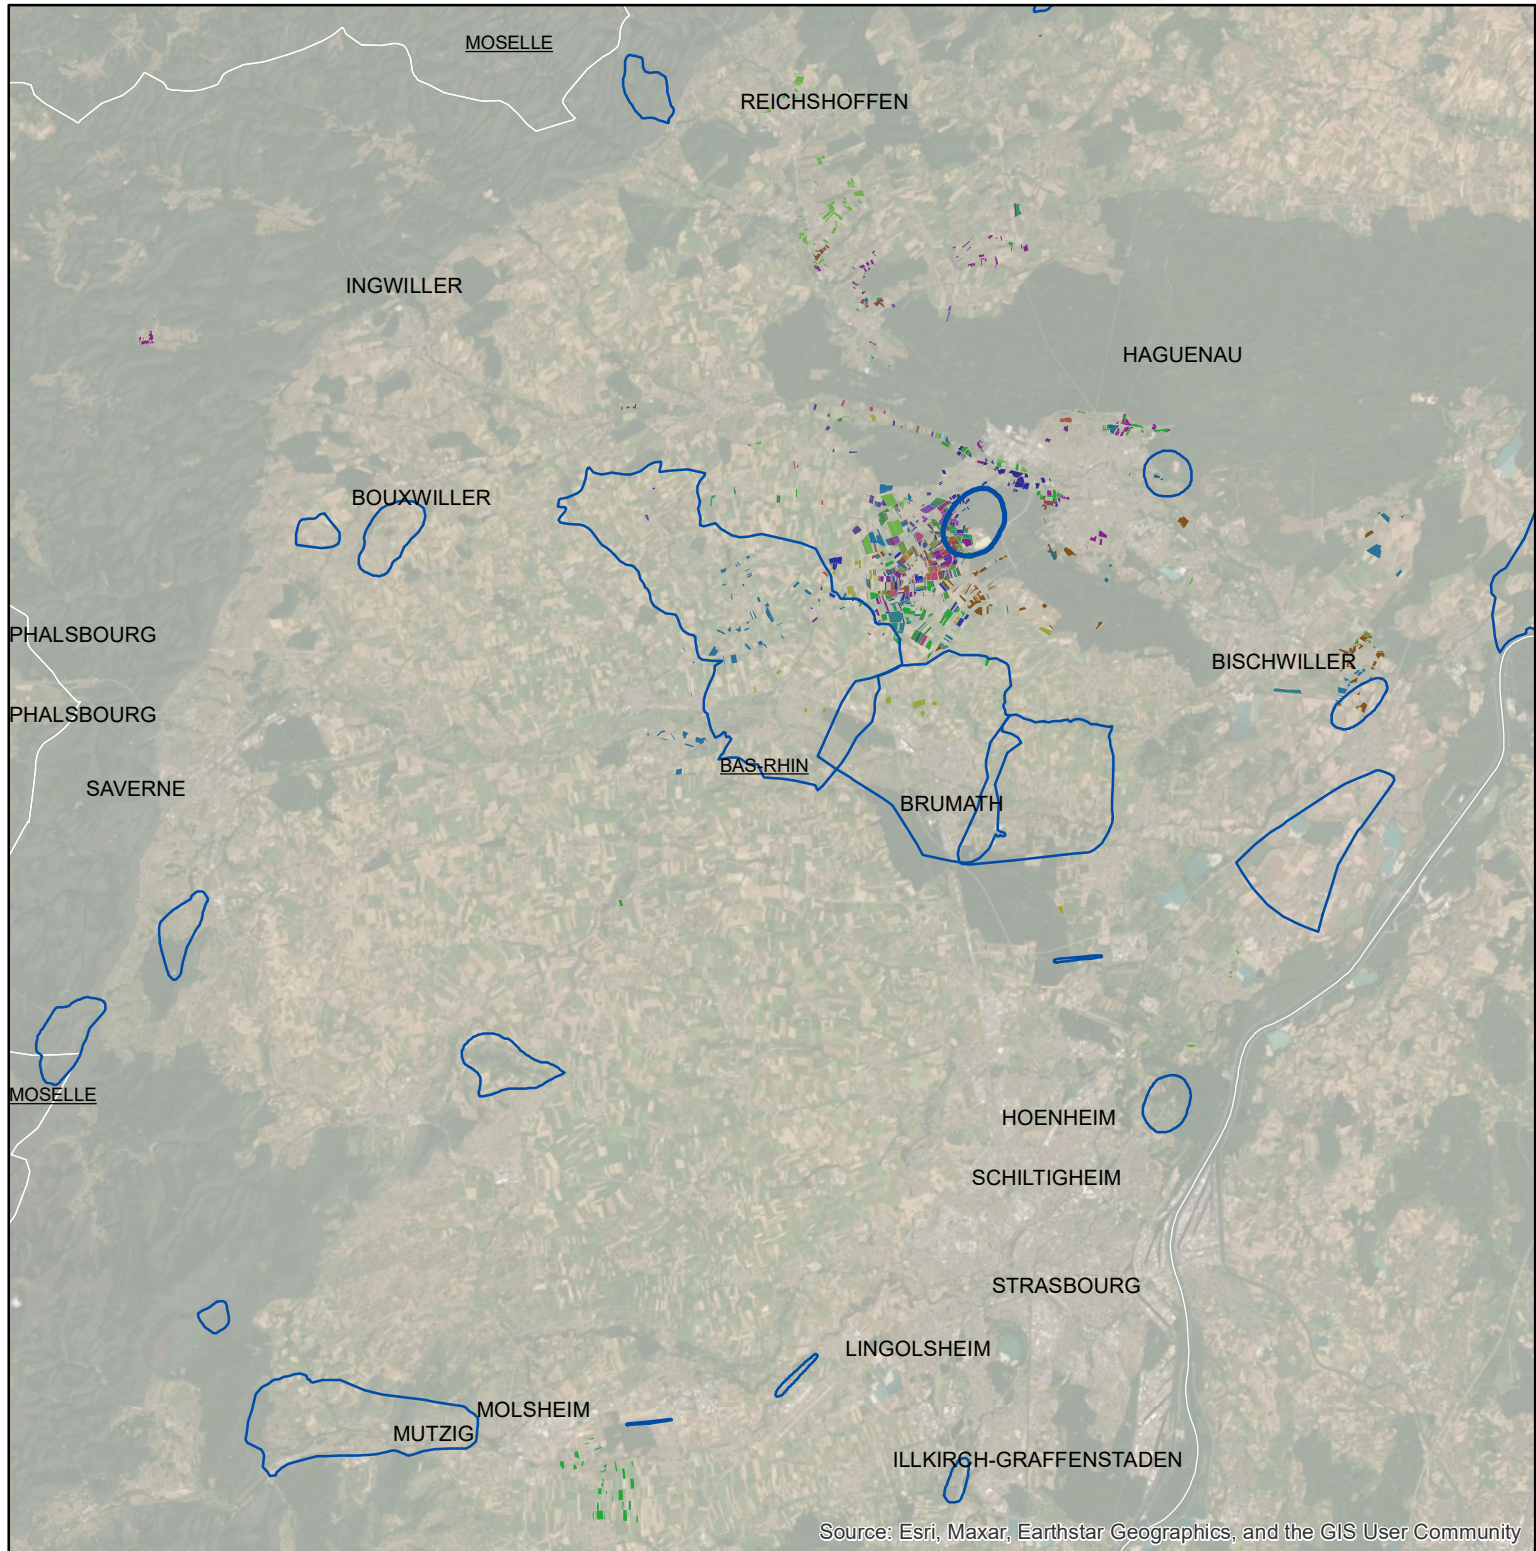 MOSELLE
REICHSHOFFEN
INGWILLER
HAGUENAU
BOUXWILLER
PHALSBOURG
BISCHWILLER
PHALSBOURG
BAS-RHIN
SAVERNE
BRUMATH
MOSELLE
HOENHEIM
SCHILTIGHEIM
STRASBOURG
LINGOLSHEIM
MOLSHEIM
MUTZIG
ILLKIRCH-GRAFFENSTADEN
Source: Esri, Maxar, Earthstar Geographics, and the GIS User Community